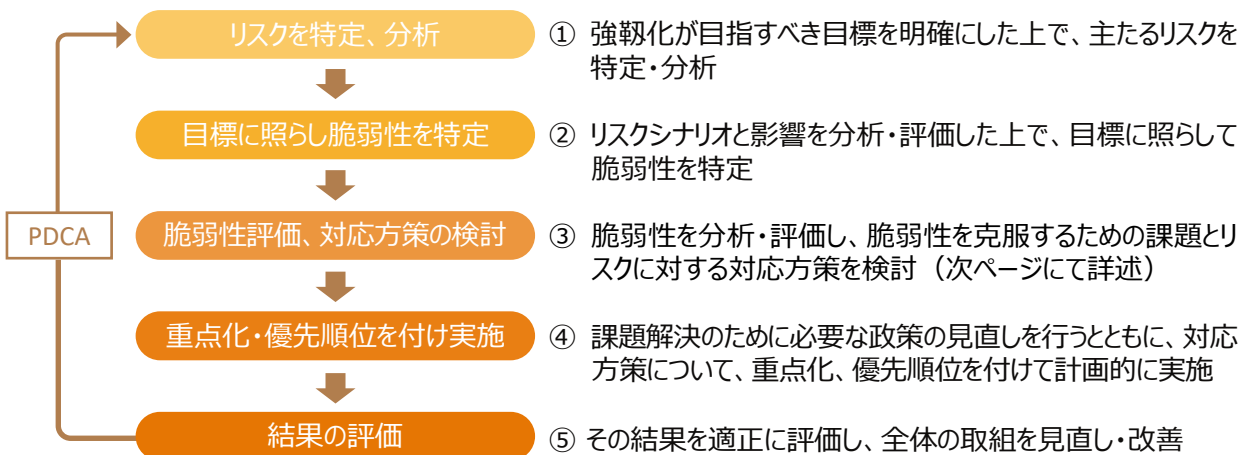 リスクを特定、分析
① 強靱化が目指すべき目標を明確にした上で、主たるリスクを
特定・分析
目標に照らし脆弱性を特定
② リスクシナリオと影響を分析・評価した上で、目標に照らして
脆弱性を特定
PDCA
脆弱性評価、対応方策の検討
③ 脆弱性を分析・評価し、脆弱性を克服するための課題とリ
スクに対する対応方策を検討（次ページにて詳述）
重点化・優先順位を付け実施
④ 課題解決のために必要な政策の見直しを行うとともに、対応
方策について、重点化、優先順位を付けて計画的に実施
結果の評価
⑤ その結果を適正に評価し、全体の取組を見直し・改善